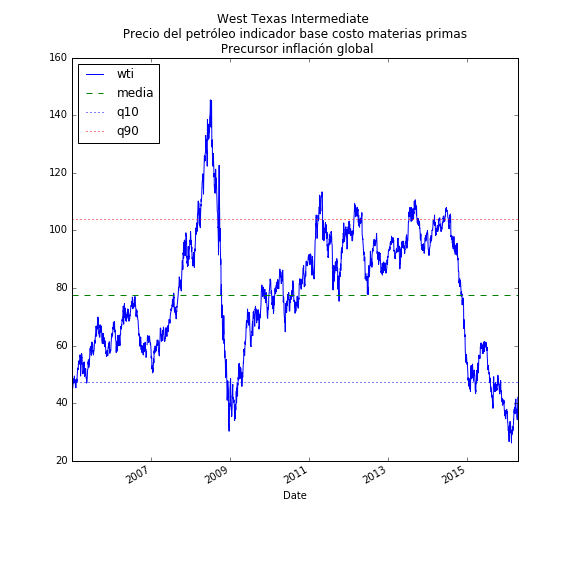 West Texas Intermediate
Precio del petróleo indicador base costo materias primas
Precursor inflación global
160
140
120
100
80
60
40
20
wti
media
q10
q90
2007
2009
2011
2013
2015
Date